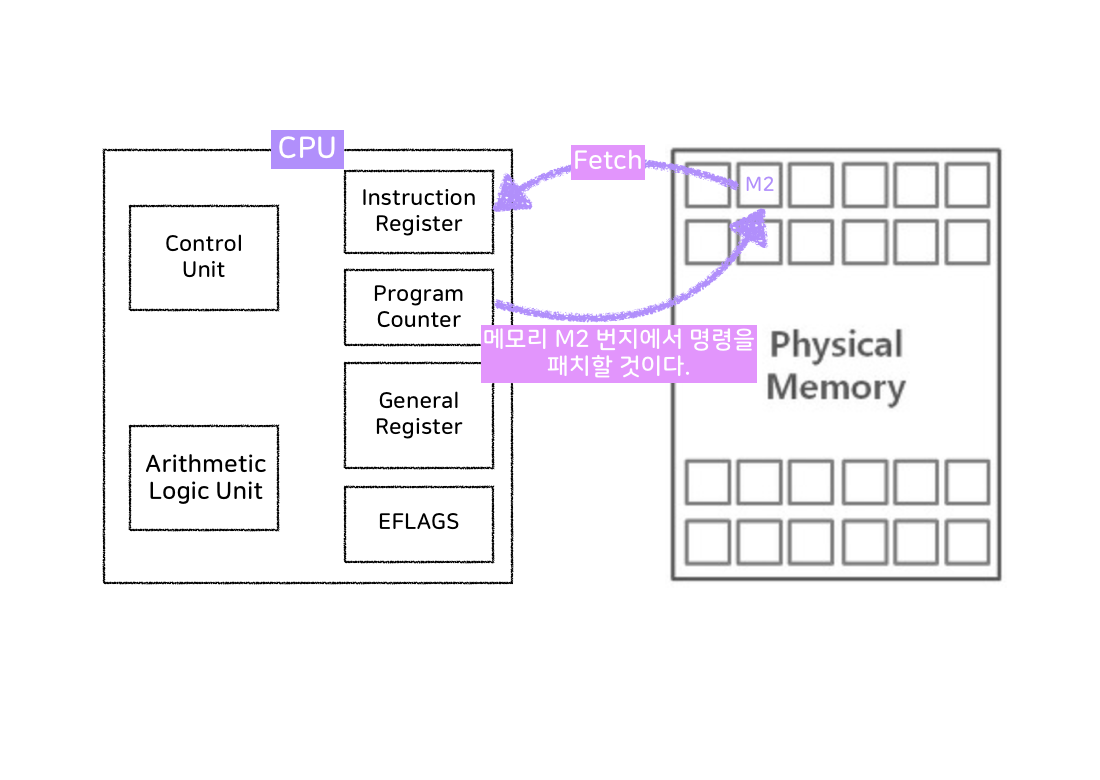 CPU
Control
Unit
Arithmetic
Logic Unit
Instruction
Register
Program
Counter
General
Register
EFLAGS
Fetch
M2
메모리 M2 번지에서 명령을
패치할 것이다.
Physical
Memory